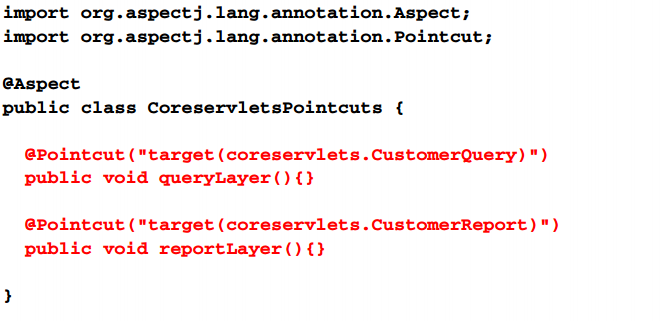 import org.aspectj.lang.annotation.Aspect;
import org.aspectj.lang.annotation.Pointcut;
@Aspect
public class CoreservletsPointcuts {
@Pointcut("target(coreservlets.CustomerQuery)")
public void queryLayer(){}
@Pointcut("target(coreservlets.CustomerReport)")
public void reportLayer(){}
}